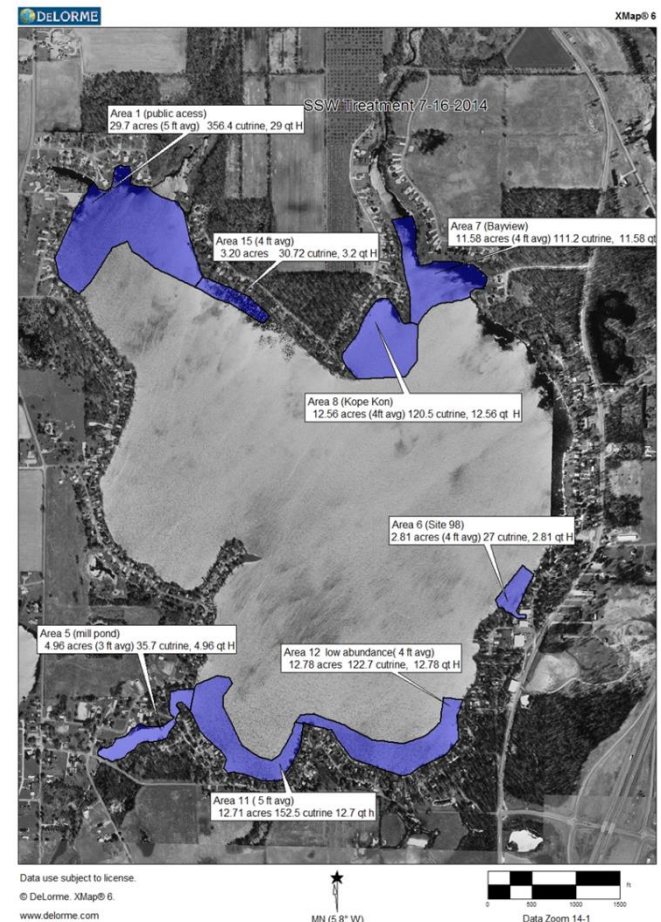 DELORME
XMap® 6
SSW Treatment 7-16-2014
Area 1 (public acess)
29.7 acres (5 ft avg) 356.4 cutrine, 29 qt H
Area 15 (4 ft avg)
3.20 acres 30.72 cutrine, 3.2 qt H
Area 7 (Bayview)
11.58 acres (4 ft avg) 111.2 cutrine, 11.58 qt
Area 8 (Kope Kon)
12.56 acres (4ft avg) 120.5 cutrine, 12.56 qt H
Area 6 (Site 98)
2.81 acres (4 ft avg) 27 cutrine, 2.81 qt H
Area 5 (mill pond)
4.96 acres (3 ft avg) 35.7 cutrine, 4.96 qt H
Area 12 low abundance( 4 ft avg)
12.78 acres 122.7 cutrine, 12.78 qt H
Area 11 ( 5 ft avg)
12.71 acres 152.5 cutrine 12.7 qt h
Data use subject to license.
© DeLorme. XMap® 6.
www.delorme.com
MN (5.8° W)
ft
0 500 1000 1500
Data Zoom 14-1